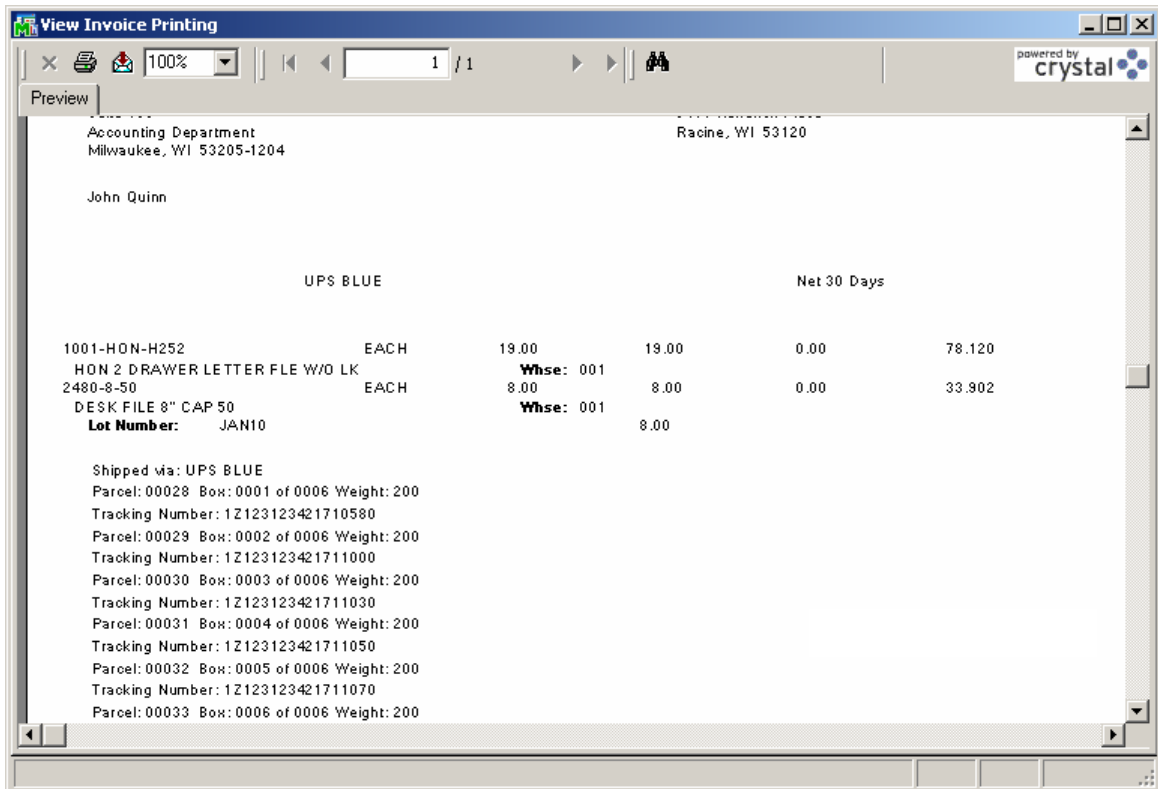 View Invoice Printing
100%
1 / 1
powered by crystal
Preview
Accounting Department
Racine, WI 53120
Milwaukee, WI 53205-1204
John Quinn
UPS BLUE Net 30 Days
1001-HON-H252 EACH 19.00 19.00 0.00 78.120
HON 2 DRAWER LETTER FLE W/O LK Whse: 001
2480-8-50 EACH 8.00 8.00 0.00 33.902
DESK FILE 8" CAP 50 Whse: 001
Lot Number: JAN10 8.00
Shipped via: UPS BLUE
Parcel: 00028 Box: 0001 of 0006 Weight: 200
Tracking Number: 1Z123123421710580
Parcel: 00029 Box: 0002 of 0006 Weight: 200
Tracking Number: 1Z123123421711000
Parcel: 00030 Box: 0003 of 0006 Weight: 200
Tracking Number: 1Z123123421711030
Parcel: 00031 Box: 0004 of 0006 Weight: 200
Tracking Number: 1Z123123421711050
Parcel: 00032 Box: 0005 of 0006 Weight: 200
Tracking Number: 1Z123123421711070
Parcel: 00033 Box: 0006 of 0006 Weight: 200